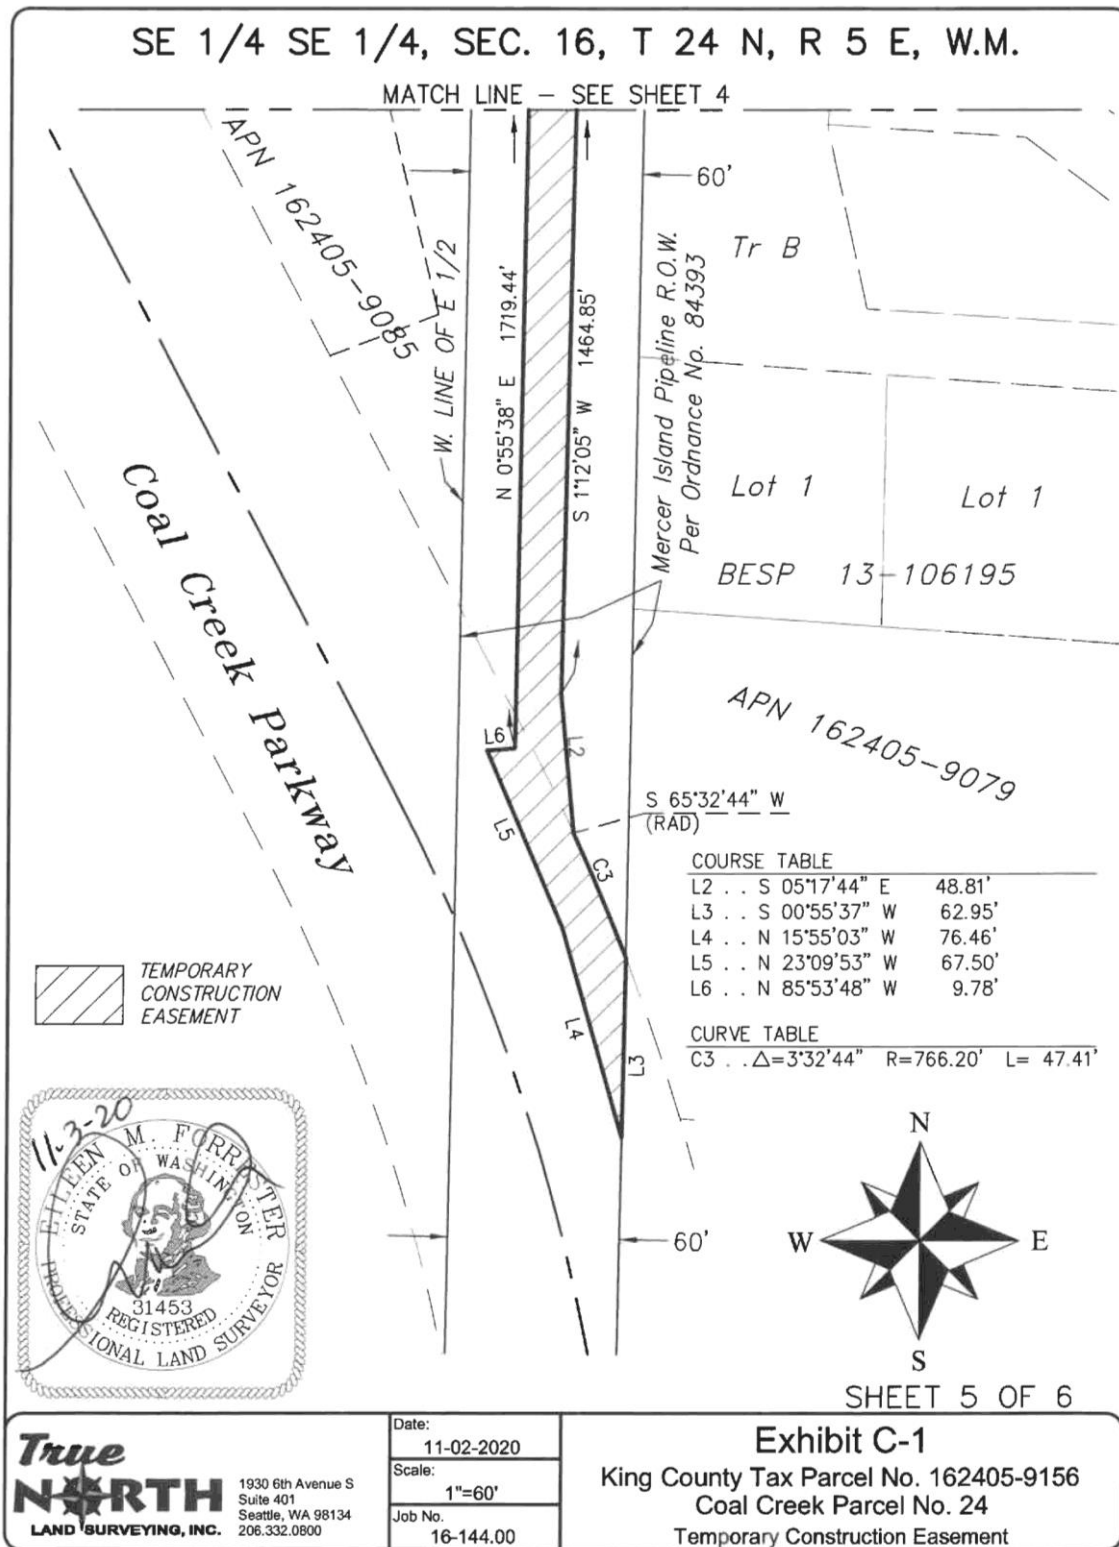 SE 1/4 SE 1/4, SEC. 16, T 24 N, R 5 E, W.M.
MATCH LINE - SEE SHEET 4
APN 162405-9085
60'
W. LINE OF E 1/2
N 0°55'38" E 1719.44'
S 1°12'05" W 1464.85'
Mercer Island Pipeline R.O.W.
Per Ordnance No. 84393
Tr B
Lot 1
Lot 1
BESP 13-106195
Coal Creek Parkway
APN 162405-9079
L6
L2
S 65°32'44" W
(RAD)
L5
C3
COURSE TABLE
L2 . . S 05°17'44" E 48.81'
L3 . . S 00°55'37" W 62.95'
L4 . . N 15°55'03" W 76.46'
L5 . . N 23°09'53" W 67.50'
L6 . . N 85°53'48" W 9.78'
TEMPORARY
CONSTRUCTION
EASEMENT
L4
L3
CURVE TABLE
C3 . . Δ=3°32'44" R=766.20' L= 47.41'
11-3-20
EILEEN M. FORRESTER
STATE OF WASHINGTON
31453
REGISTERED
PROFESSIONAL LAND SURVEYOR
60'
N
W
E
S
SHEET 5 OF 6
True
NORTH
LAND SURVEYING, INC.
1930 6th Avenue S
Suite 401
Seattle, WA 98134
206.332.0800
Date:
11-02-2020
Scale:
1"=60'
Job No.
16-144.00
Exhibit C-1
King County Tax Parcel No. 162405-9156
Coal Creek Parcel No. 24
Temporary Construction Easement